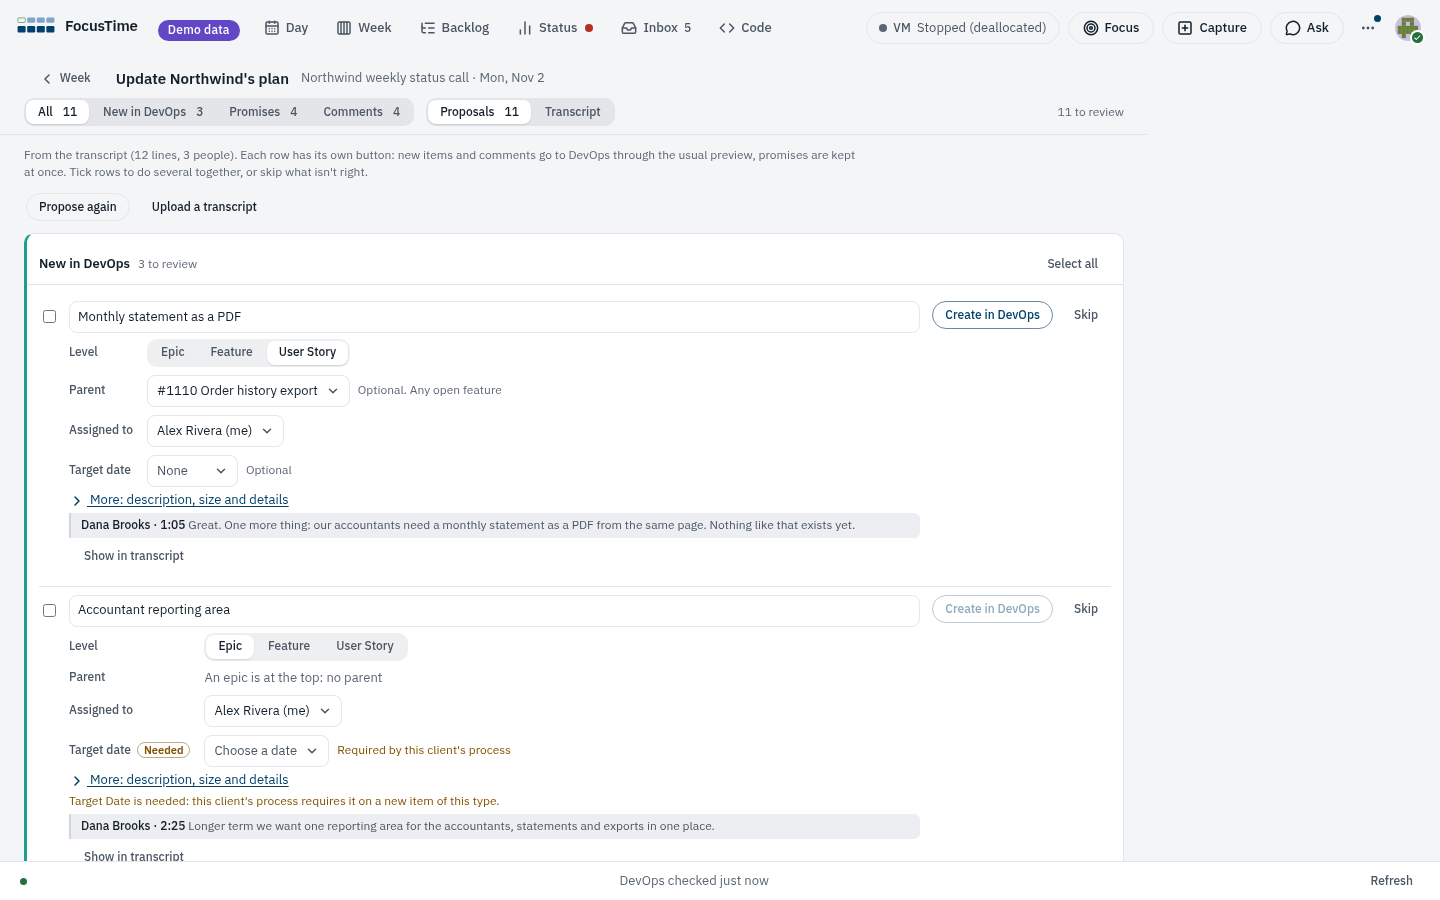 FocusTime
Demo data
Day
Week
Backlog
Status
Inbox 5
Code
VM Stopped (deallocated)
Focus
Capture
Ask
Week
Update Northwind's plan
Northwind weekly status call · Mon, Nov 2
All 11
New in DevOps 3
Promises 4
Comments 4
Proposals 11
Transcript
11 to review
From the transcript (12 lines, 3 people). Each row has its own button: new items and comments go to DevOps through the usual preview, promises are kept
at once. Tick rows to do several together, or skip what isn't right.
Propose again
Upload a transcript
New in DevOps 3 to review
Select all
Monthly statement as a PDF
Create in DevOps
Skip
Level
Epic
Feature
User Story
Parent
#1110 Order history export
Optional. Any open feature
Assigned to
Alex Rivera (me)
Target date
None
Optional
More: description, size and details
Dana Brooks · 1:05 Great. One more thing: our accountants need a monthly statement as a PDF from the same page. Nothing like that exists yet.
Show in transcript
Accountant reporting area
Create in DevOps
Skip
Level
Epic
Feature
User Story
Parent
An epic is at the top: no parent
Assigned to
Alex Rivera (me)
Target date
Needed
Choose a date
Required by this client's process
More: description, size and details
Target Date is needed: this client's process requires it on a new item of this type.
Dana Brooks · 2:25 Longer term we want one reporting area for the accountants, statements and exports in one place.
Show in transcript
DevOps checked just now
Refresh